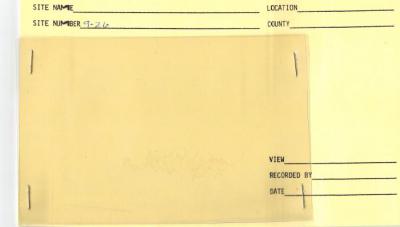 SITE NAME LOCATION
SITE NUMBER 9-26 COUNTY
VIEW
RECORDED BY
DATE